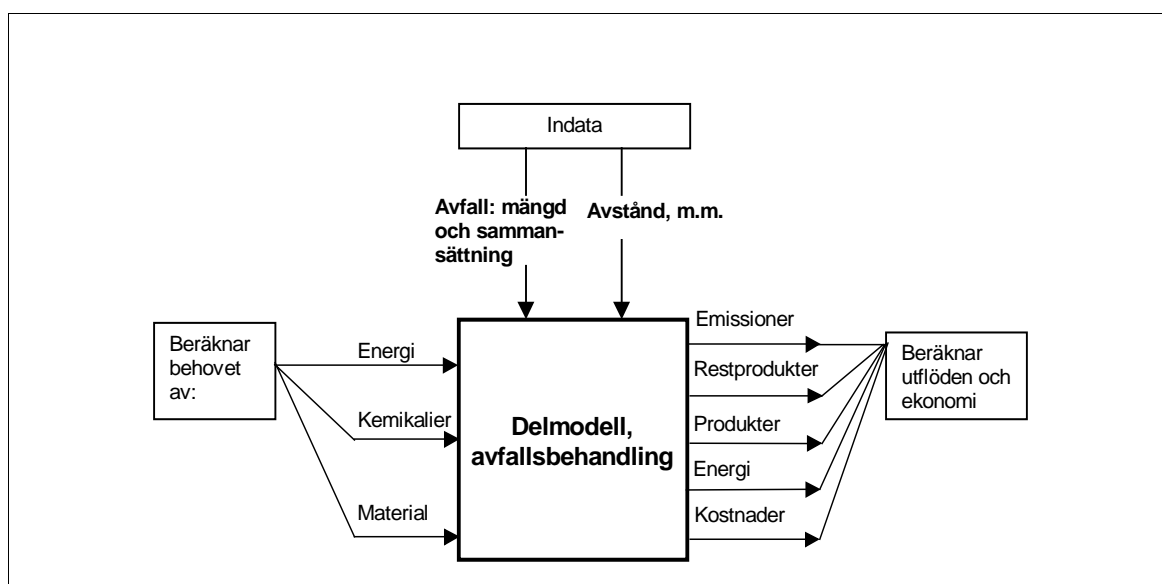 Indata
Avfall: mängd
och samman-
sättning
Avstånd, m.m.
Beräknar
behovet
av:
Energi
Kemikalier
Material
Delmodell,
avfallsbehandling
Emissioner
Restprodukter
Produkter
Energi
Kostnader
Beräknar
utflöden och
ekonomi